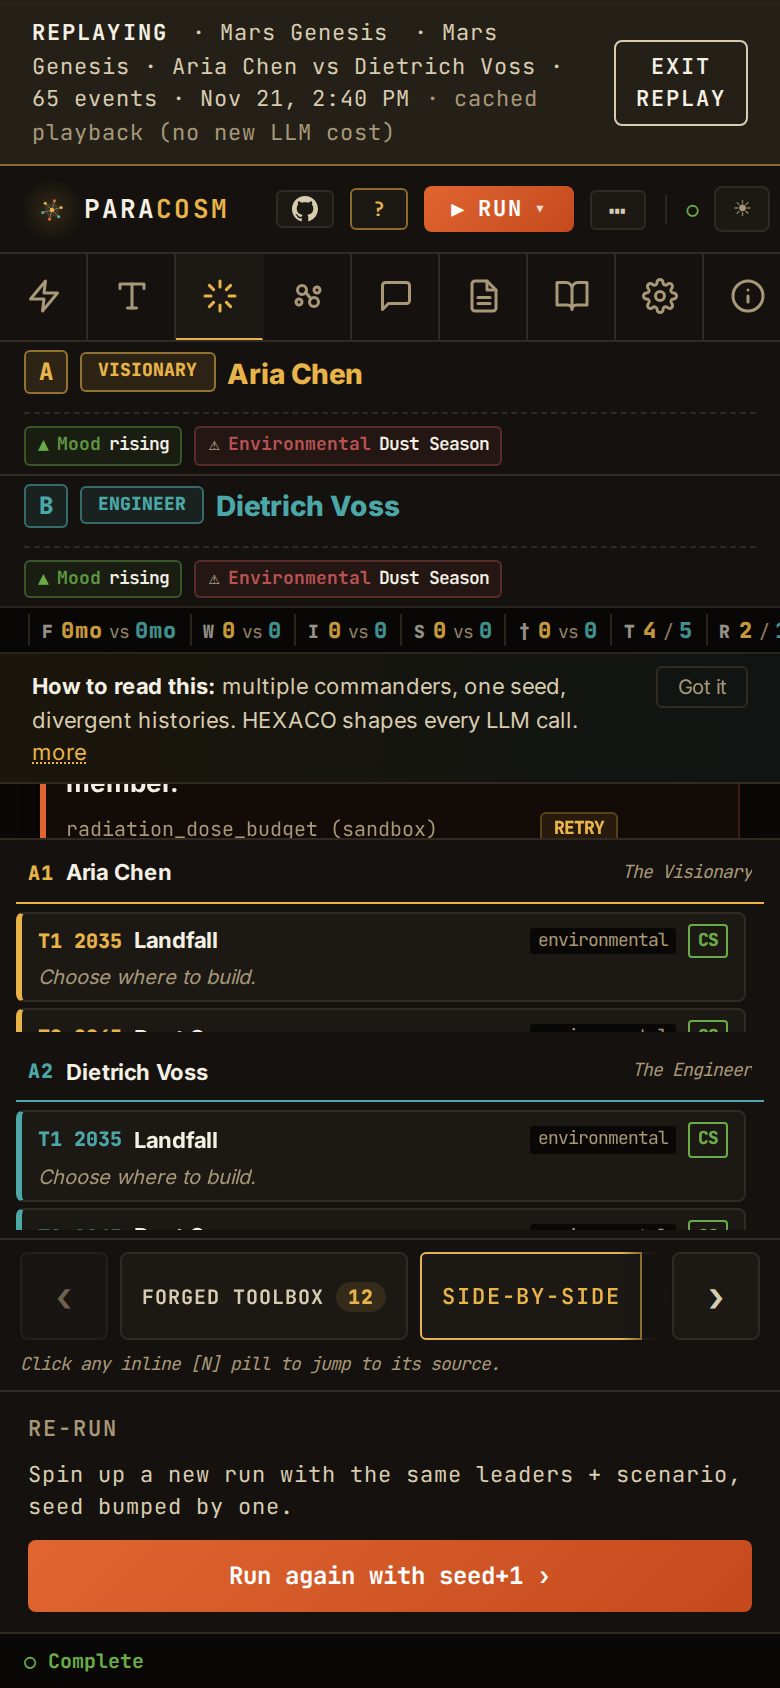 REPLAYING · Mars Genesis · Mars
Genesis · Aria Chen vs Dietrich Voss ·
65 events · Nov 21, 2:40 PM · cached
playback (no new LLM cost)
EXIT
REPLAY
PARACOSM
?
▶ RUN ▾
…
A VISIONARY Aria Chen
▲ Mood rising ⚠ Environmental Dust Season
B ENGINEER Dietrich Voss
▲ Mood rising ⚠ Environmental Dust Season
F 0mo vs 0mo W 0 vs 0 I 0 vs 0 S 0 vs 0 † 0 vs 0 T 4 / 5 R 2 /
How to read this: multiple commanders, one seed,
divergent histories. HEXACO shapes every LLM call.
more
Got it
member.
radiation_dose_budget (sandbox) RETRY
A1 Aria Chen The Visionary
T1 2035 Landfall environmental CS
Choose where to build.
A2 Dietrich Voss The Engineer
T1 2035 Landfall environmental CS
Choose where to build.
‹ FORGED TOOLBOX 12 SIDE-BY-SIDE ›
Click any inline [N] pill to jump to its source.
RE-RUN
Spin up a new run with the same leaders + scenario,
seed bumped by one.
Run again with seed+1 ›
Complete